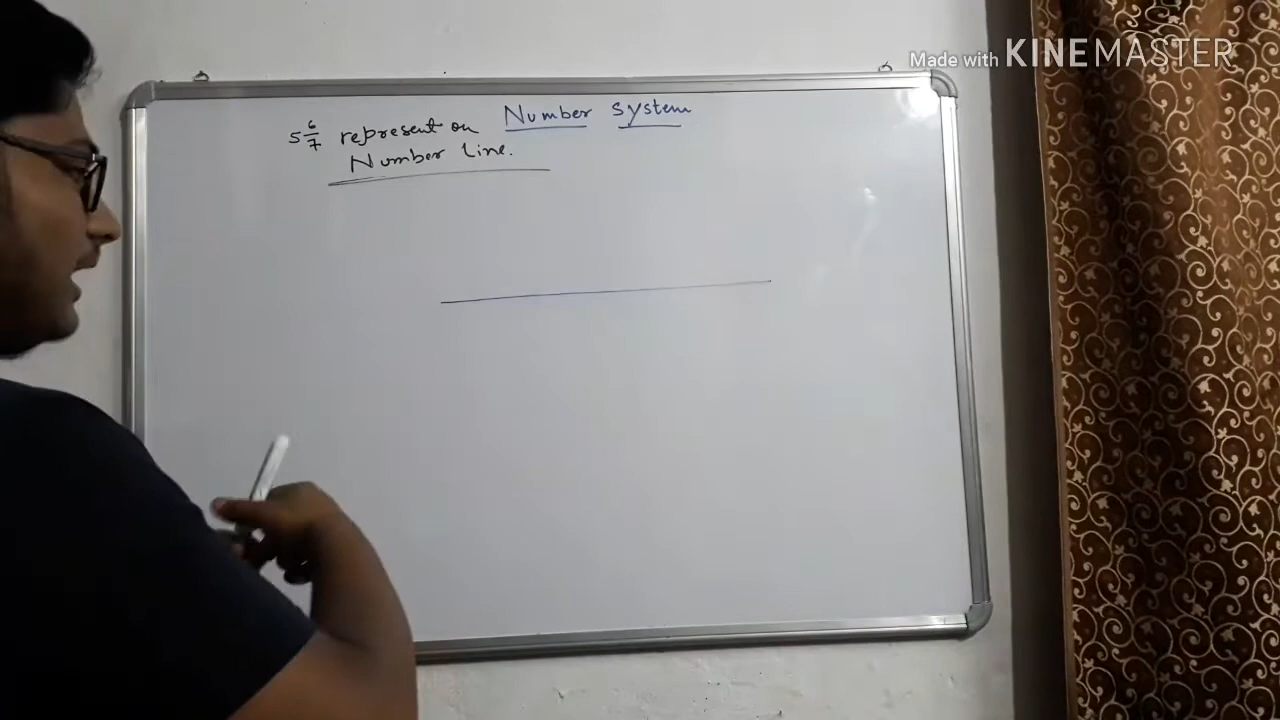 Made with KINEMASTER
Number system
5 6/7 represent on
Number Line.